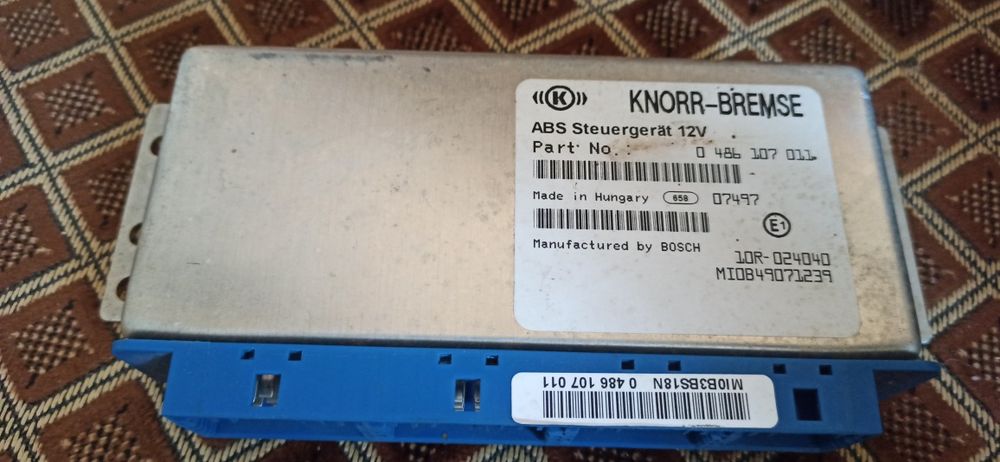 ((K)) KNORR-BREMSE
ABS Steuergerät 12V
Part No.: 0 486 107 011
Made in Hungary 658 07497
E1
Manufactured by BOSCH
10R-024040
MI0B49071239
MI0B3BS18N 0 486 107 011